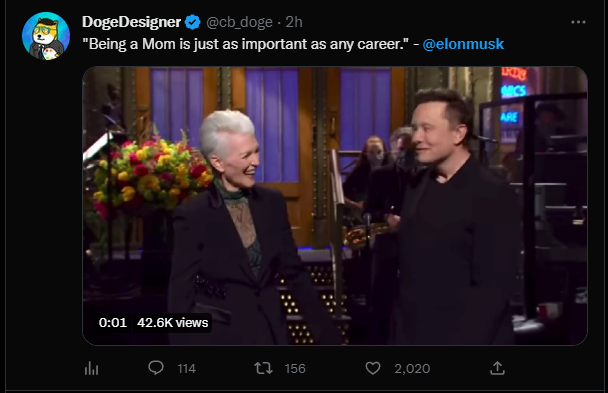 DogeDesigner @cb_doge · 2h
"Being a Mom is just as important as any career." - @elonmusk
ARE
0:01 42.6K views
114 156 2,020